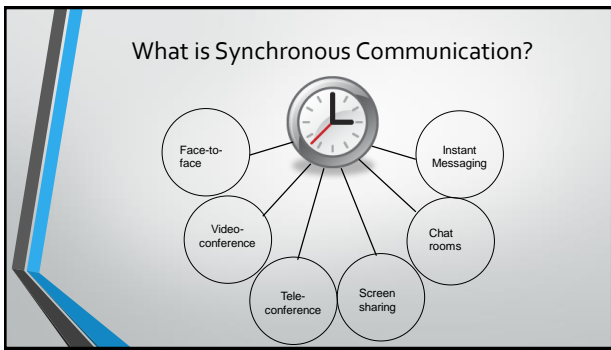 What is Synchronous Communication?
Face-to-
face
Instant
Messaging
Video-
conference
Chat
rooms
Tele-
conference
Screen
sharing